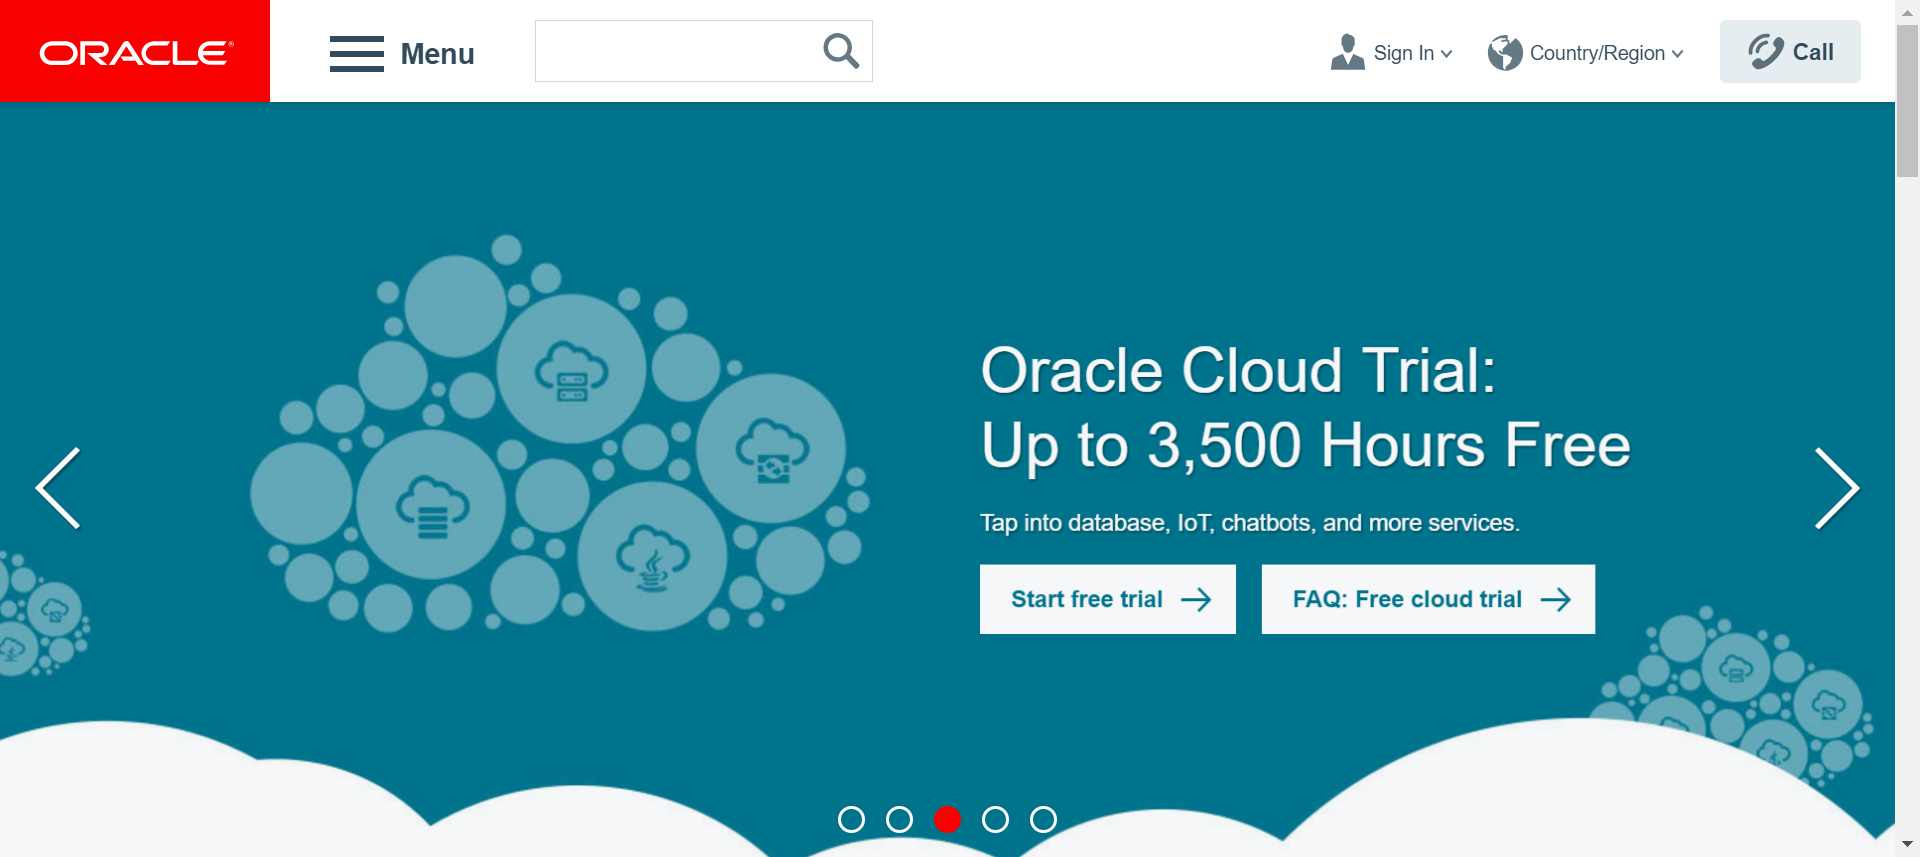 ORACLE®
Menu
Sign In
Country/Region
Call
Oracle Cloud Trial:
Up to 3,500 Hours Free
Tap into database, IoT, chatbots, and more services.
Start free trial
FAQ: Free cloud trial